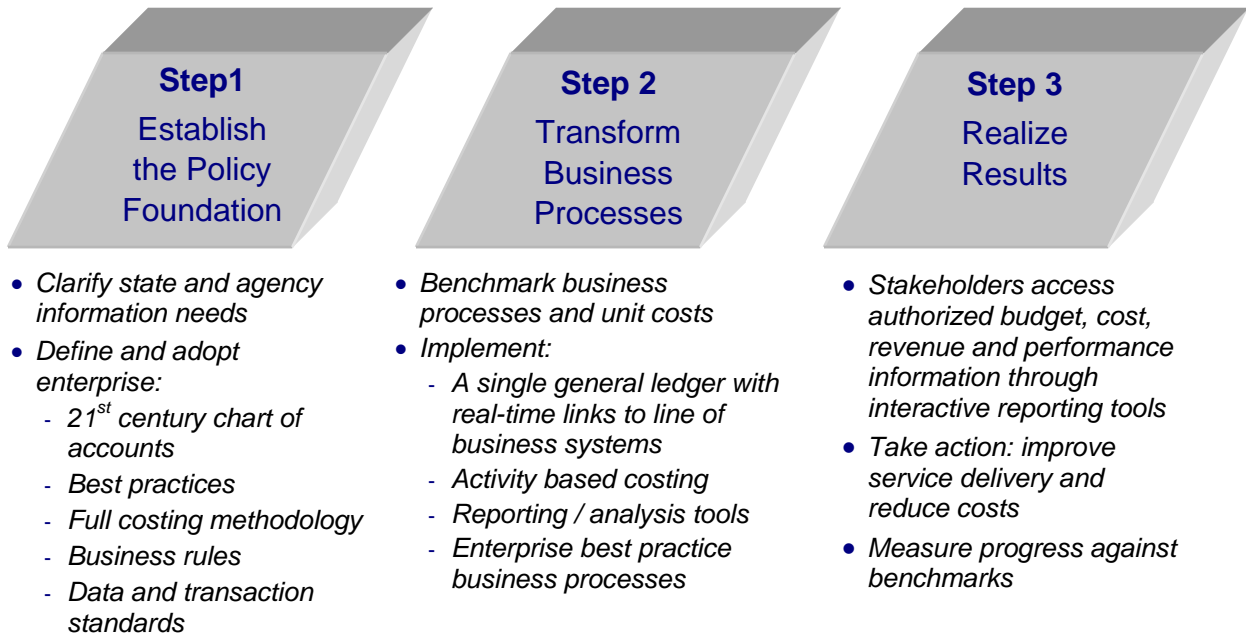 Step1
Establish
the Policy
Foundation
• Clarify state and agency
information needs
• Define and adopt
enterprise:
- 21st century chart of
accounts
- Best practices
- Full costing methodology
- Business rules
- Data and transaction
standards
Step 2
Transform
Business
Processes
• Benchmark business
processes and unit costs
• Implement:
- A single general ledger with
real-time links to line of
business systems
- Activity based costing
- Reporting / analysis tools
- Enterprise best practice
business processes
Step 3
Realize
Results
• Stakeholders access
authorized budget, cost,
revenue and performance
information through
interactive reporting tools
• Take action: improve
service delivery and
reduce costs
• Measure progress against
benchmarks